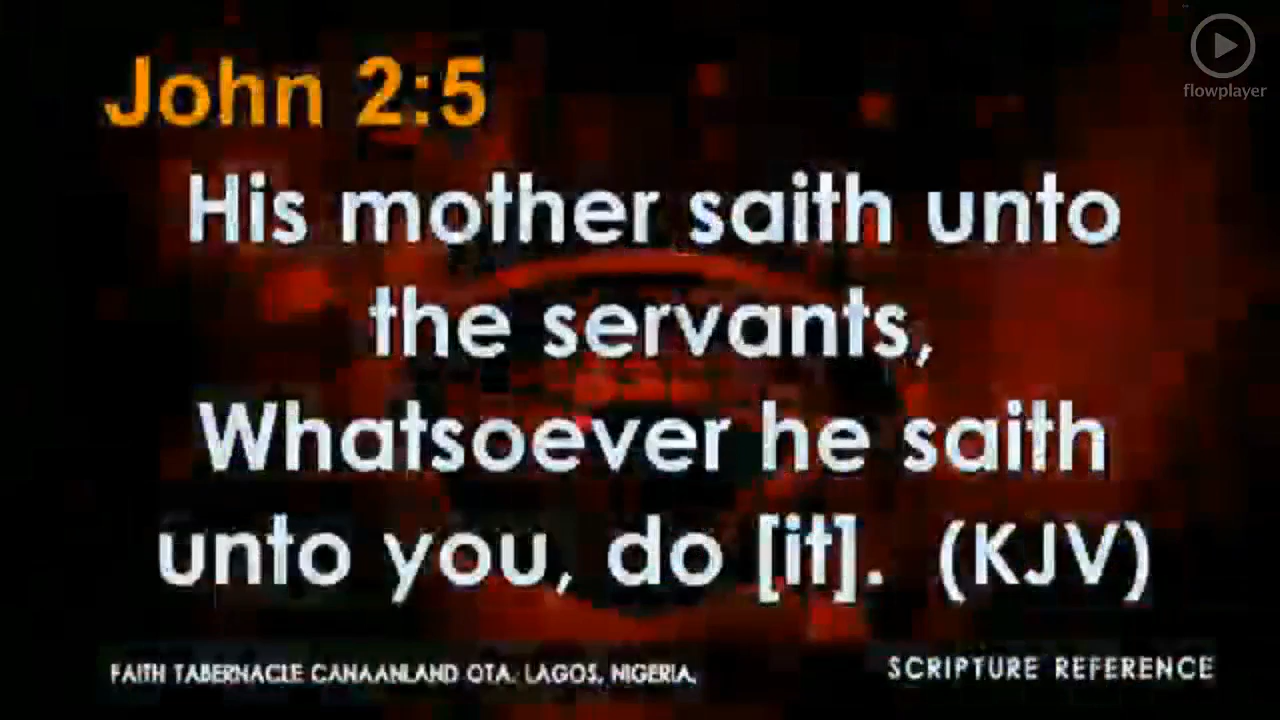 flowplayer
John 2:5
His mother saith unto
the servants,
Whatsoever he saith
unto you, do [it]. (KJV)
FAITH TABERNACLE CANAANLAND OTA. LAGOS, NIGERIA.
SCRIPTURE REFERENCE